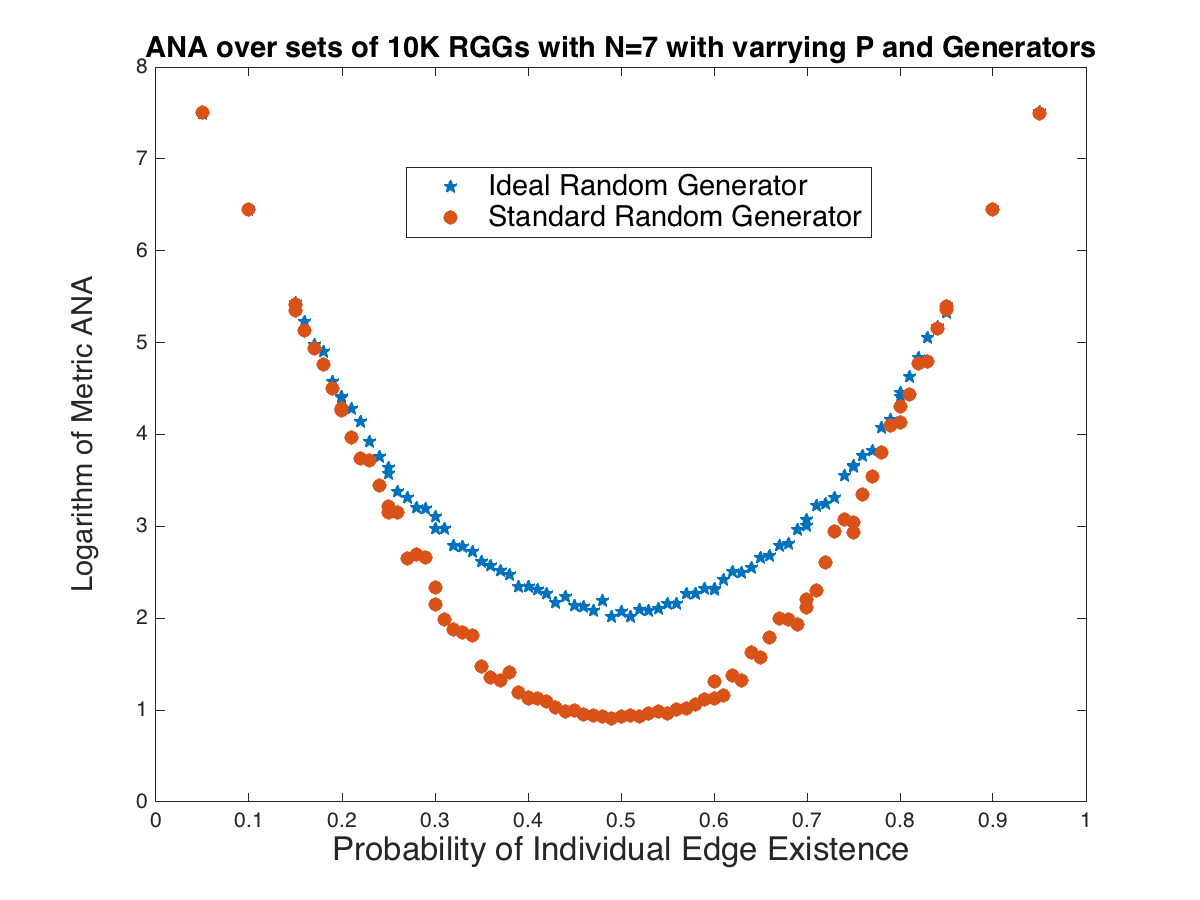 ANA over sets of 10K RGGs with N=7 with varrying P and Generators
8
7
6
5
4
3
2
1
0
Logarithm of Metric ANA
Ideal Random Generator
Standard Random Generator
0 0.1 0.2 0.3 0.4 0.5 0.6 0.7 0.8 0.9 1
Probability of Individual Edge Existence